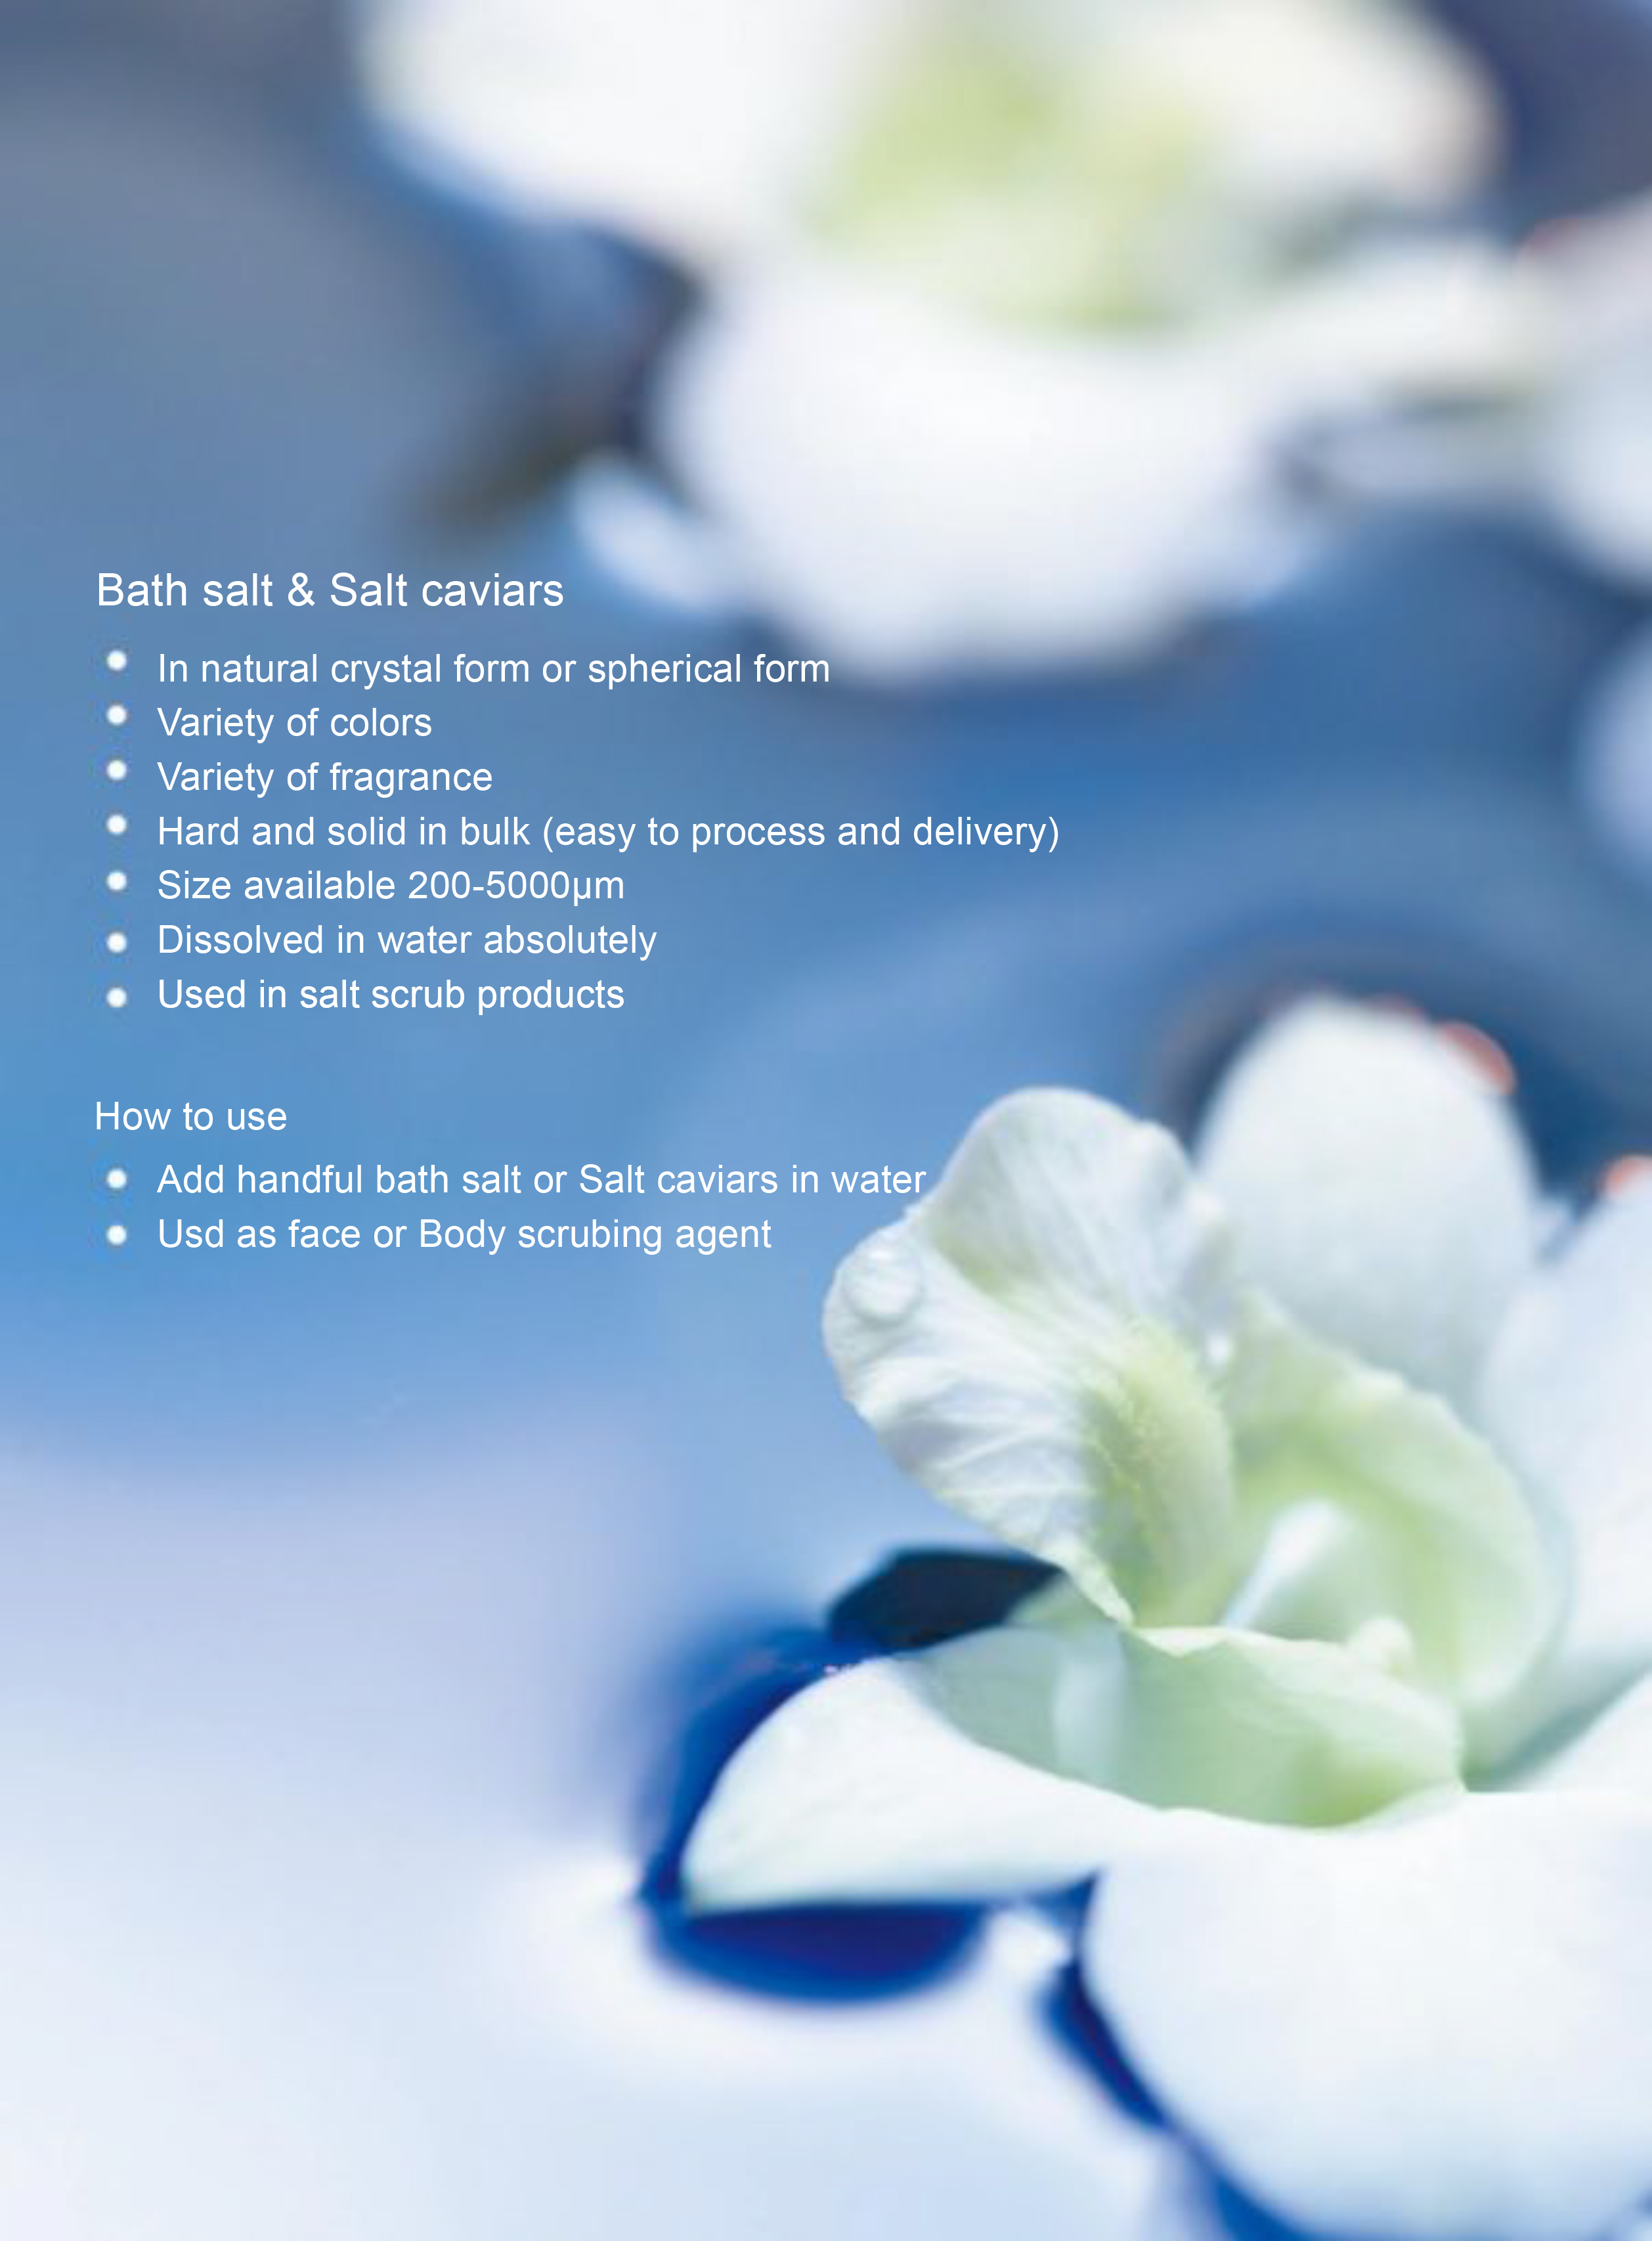 Bath salt & Salt caviars
In natural crystal form or spherical form
Variety of colors
Variety of fragrance
Hard and solid in bulk (easy to process and delivery)
Size available 200-5000μm
Dissolved in water absolutely
Used in salt scrub products
How to use
Add handful bath salt or Salt caviars in water
Usd as face or Body scrubing agent